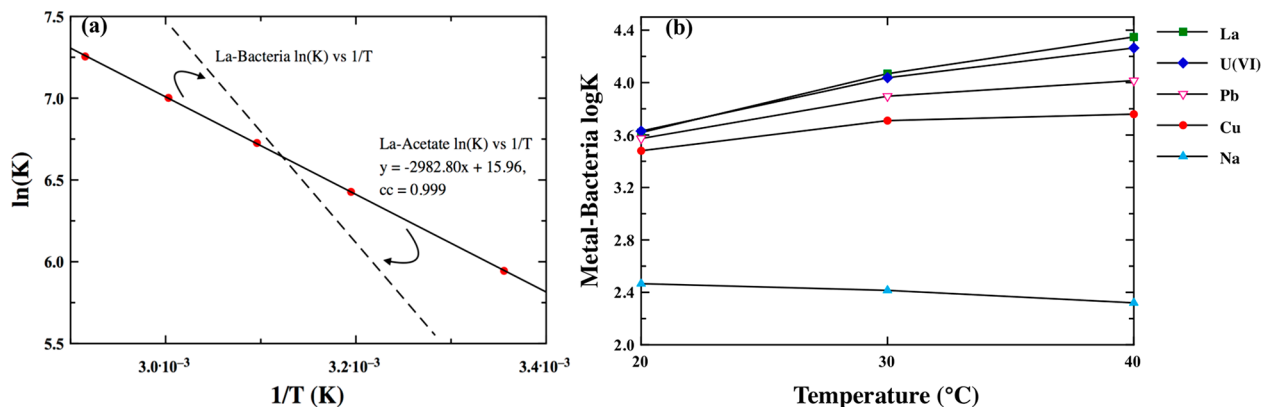 (a)
7.5
7.0
6.5
6.0
5.5
ln(K)
La-Bacteria ln(K) vs 1/T
La-Acetate ln(K) vs 1/T
y = -2982.80x + 15.96,
cc = 0.999
3.0·10⁻³
3.2·10⁻³
3.4·10⁻³
1/T (K)
(b)
4.4
4.0
3.6
3.2
2.8
2.4
2.0
Metal-Bacteria logK
20
30
40
Temperature (°C)
La
U(VI)
Pb
Cu
Na